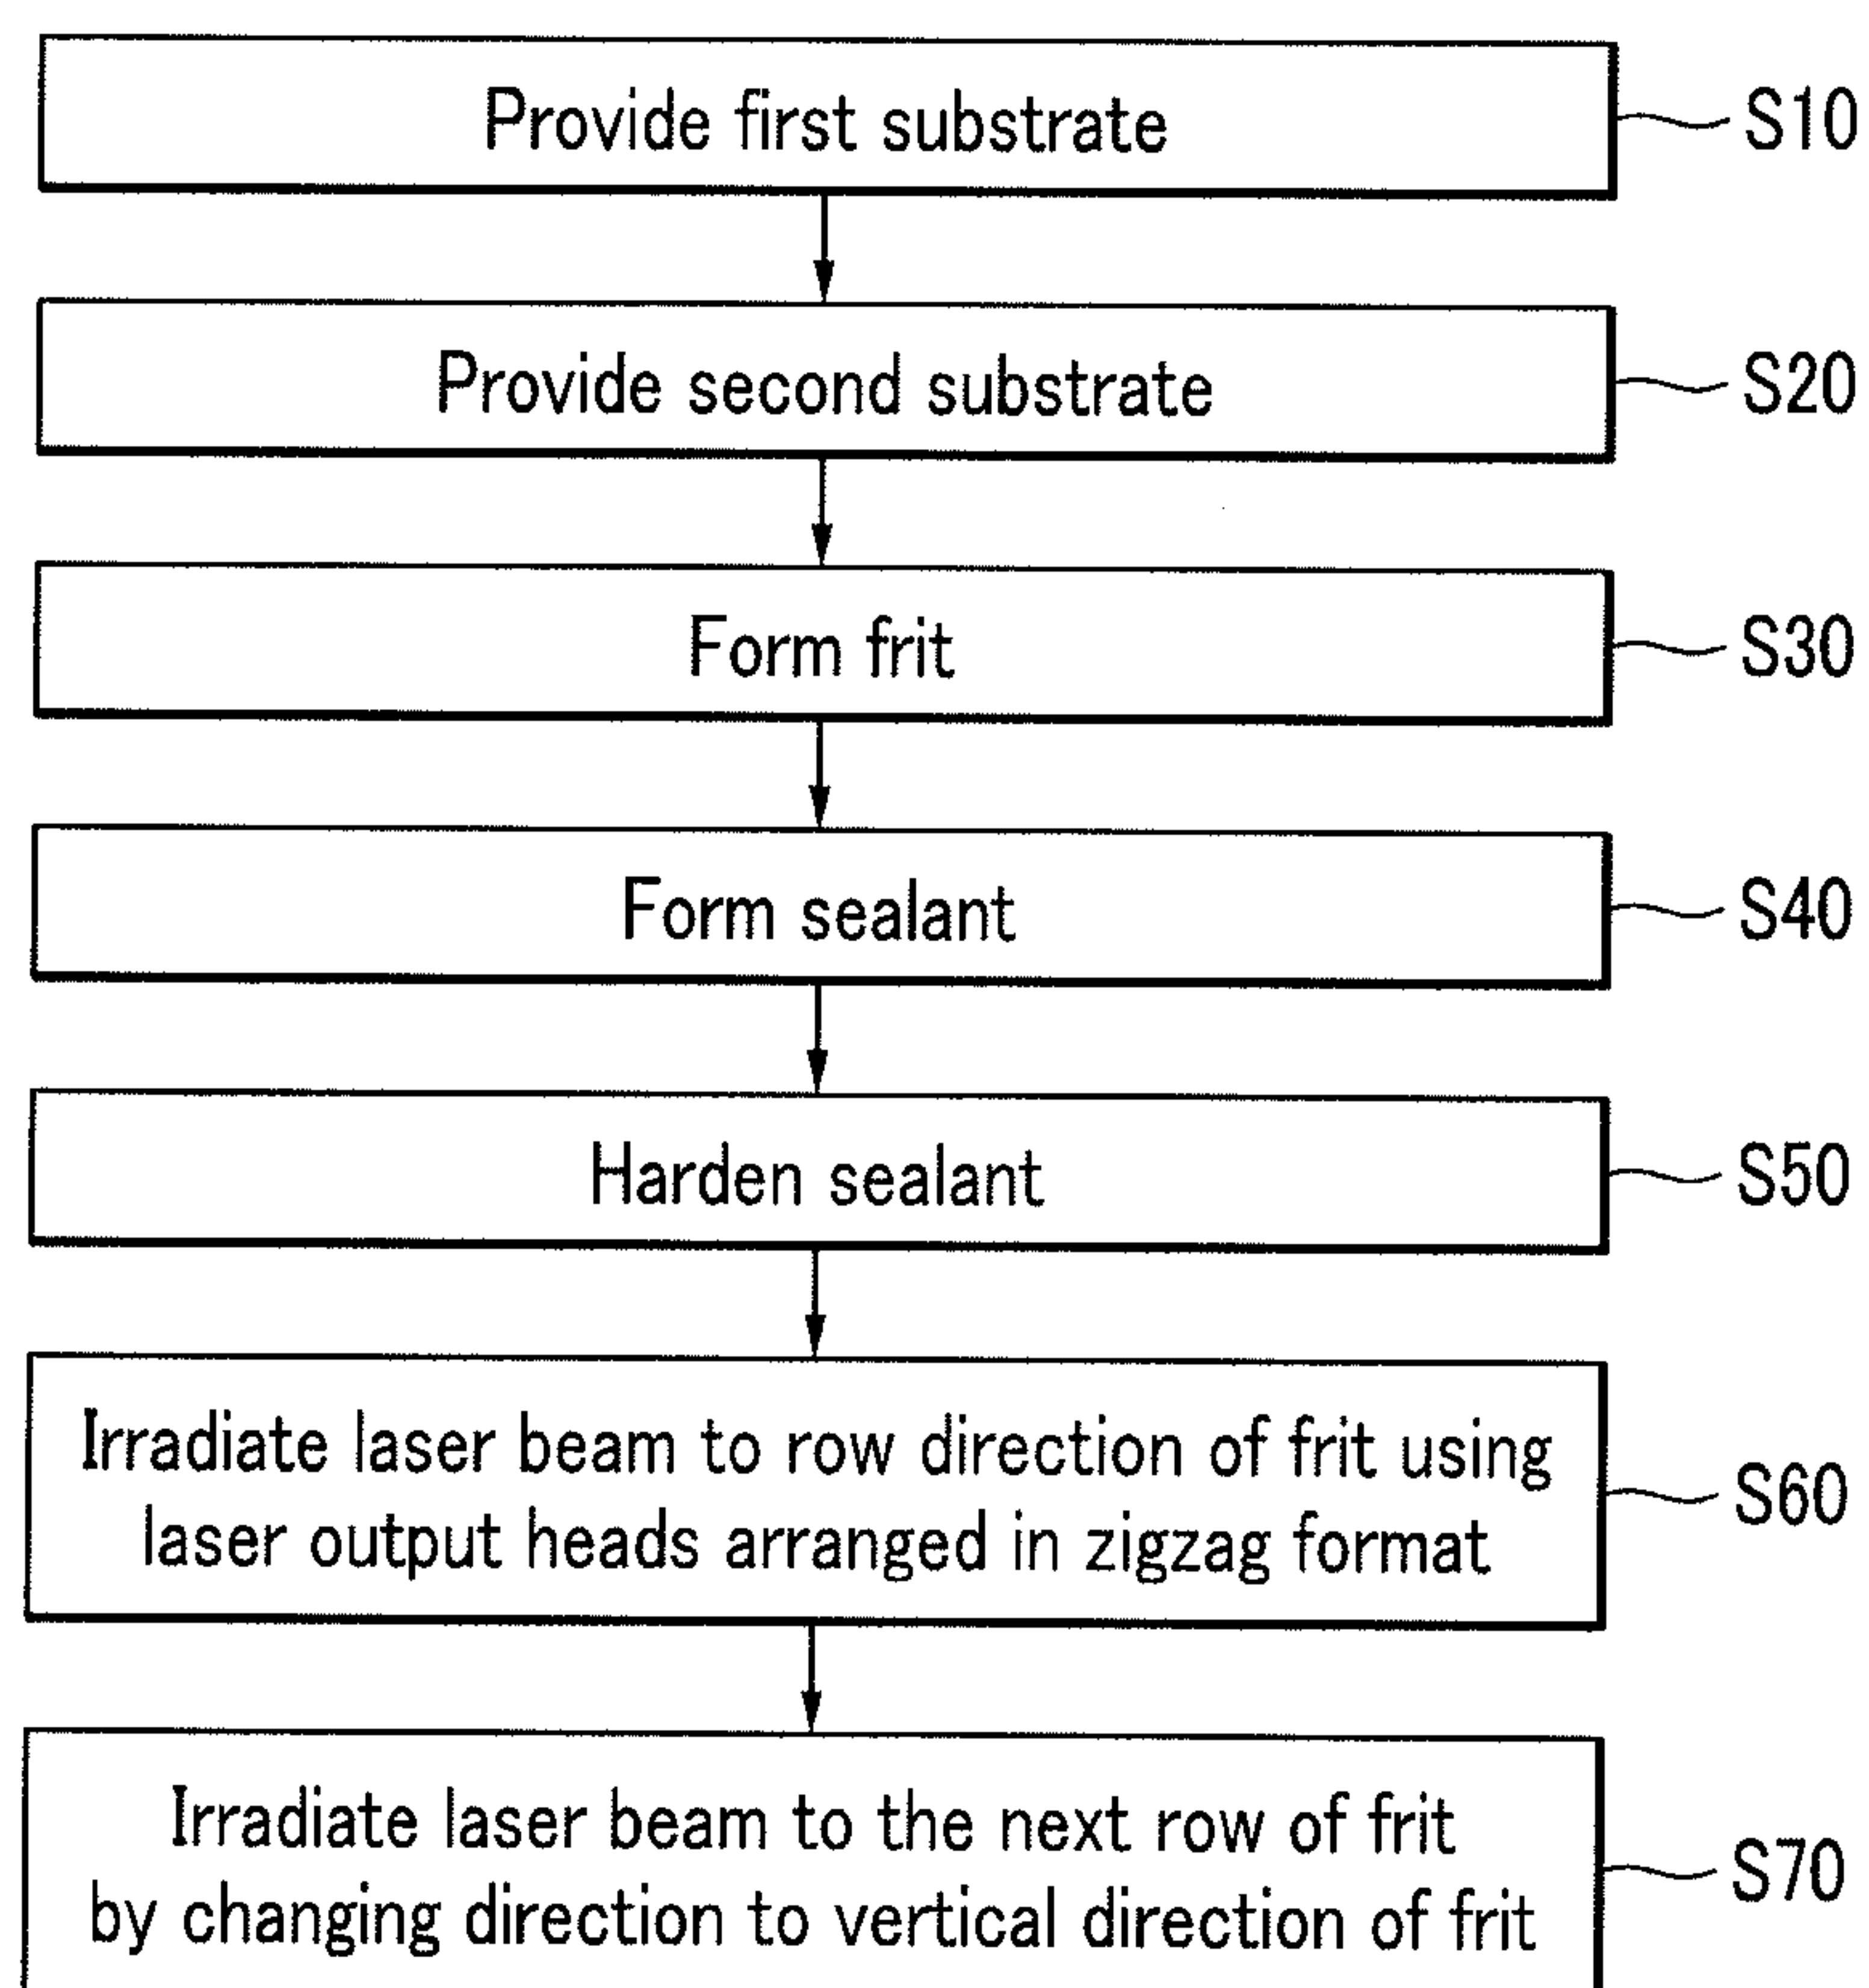 Provide first substrate S10
Provide second substrate S20
Form frit S30
Form sealant S40
Harden sealant S50
Irradiate laser beam to row direction of frit using
laser output heads arranged in zigzag format S60
Irradiate laser beam to the next row of frit
by changing direction to vertical direction of frit S70